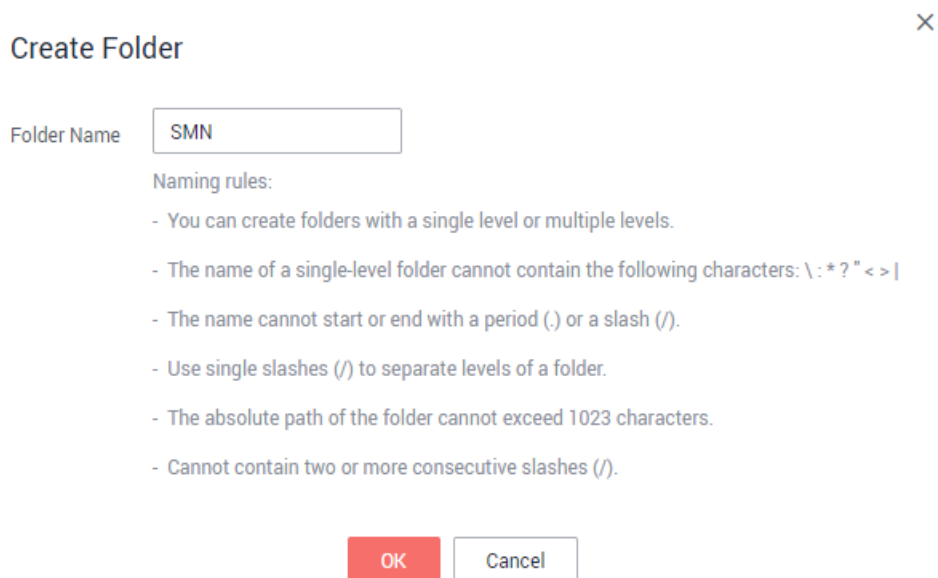 Create Folder
Folder Name
SMN
Naming rules:
- You can create folders with a single level or multiple levels.
- The name of a single-level folder cannot contain the following characters: \ : * ? " < > |
- The name cannot start or end with a period (.) or a slash (/).
- Use single slashes (/) to separate levels of a folder.
- The absolute path of the folder cannot exceed 1023 characters.
- Cannot contain two or more consecutive slashes (/).
OK
Cancel